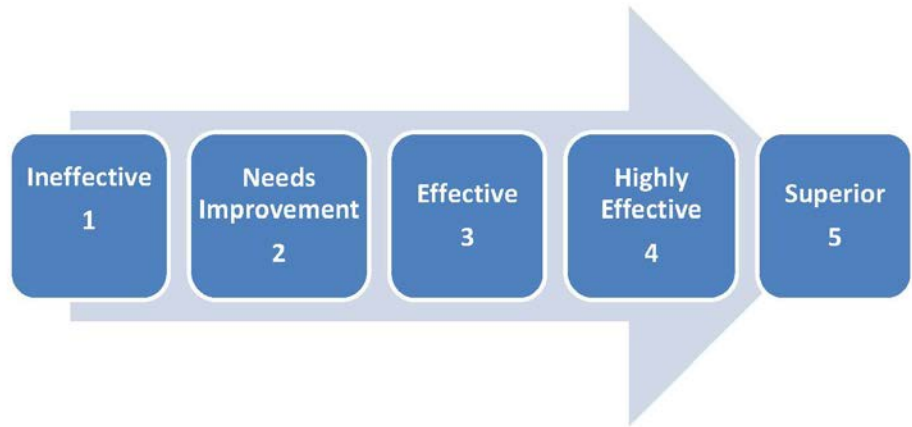 Ineffective
1
Needs
Improvement
2
Effective
3
Highly
Effective
4
Superior
5